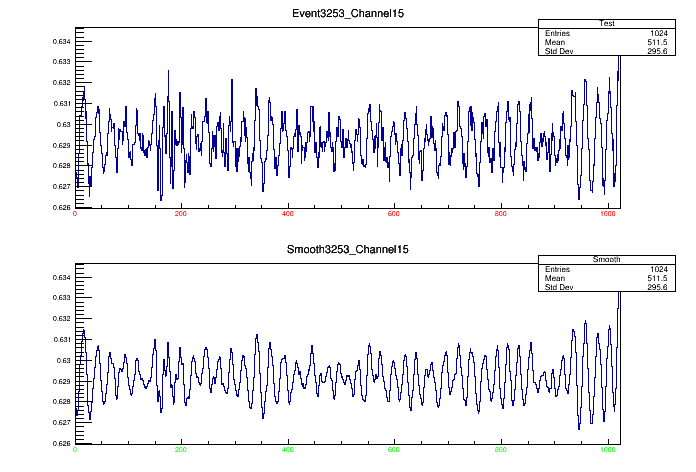 Event3253_Channel15
Test
Entries 1024
Mean 511.5
Std Dev 295.6
0.634
0.633
0.632
0.631
0.63
0.629
0.628
0.627
0.626
0 200 400 600 800 1000
Smooth3253_Channel15
Smooth
Entries 1024
Mean 511.5
Std Dev 295.6
0.634
0.633
0.632
0.631
0.63
0.629
0.628
0.627
0.626
0 200 400 600 800 1000